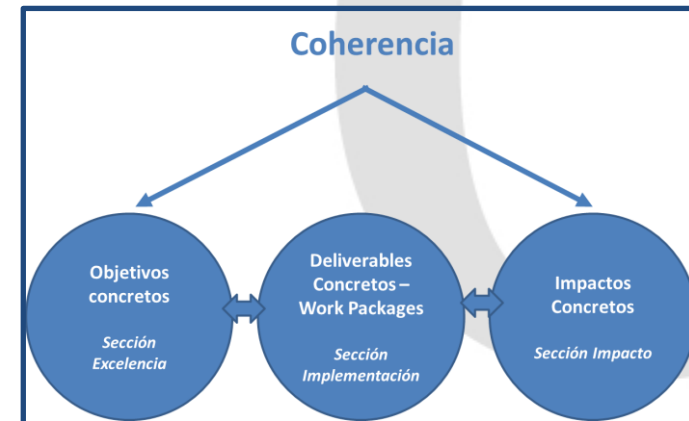 Coherencia
Objetivos
concretos
Sección
Excelencia
Deliverables
Concretos –
Work Packages
Sección
Implementación
Impactos
Concretos
Sección Impacto